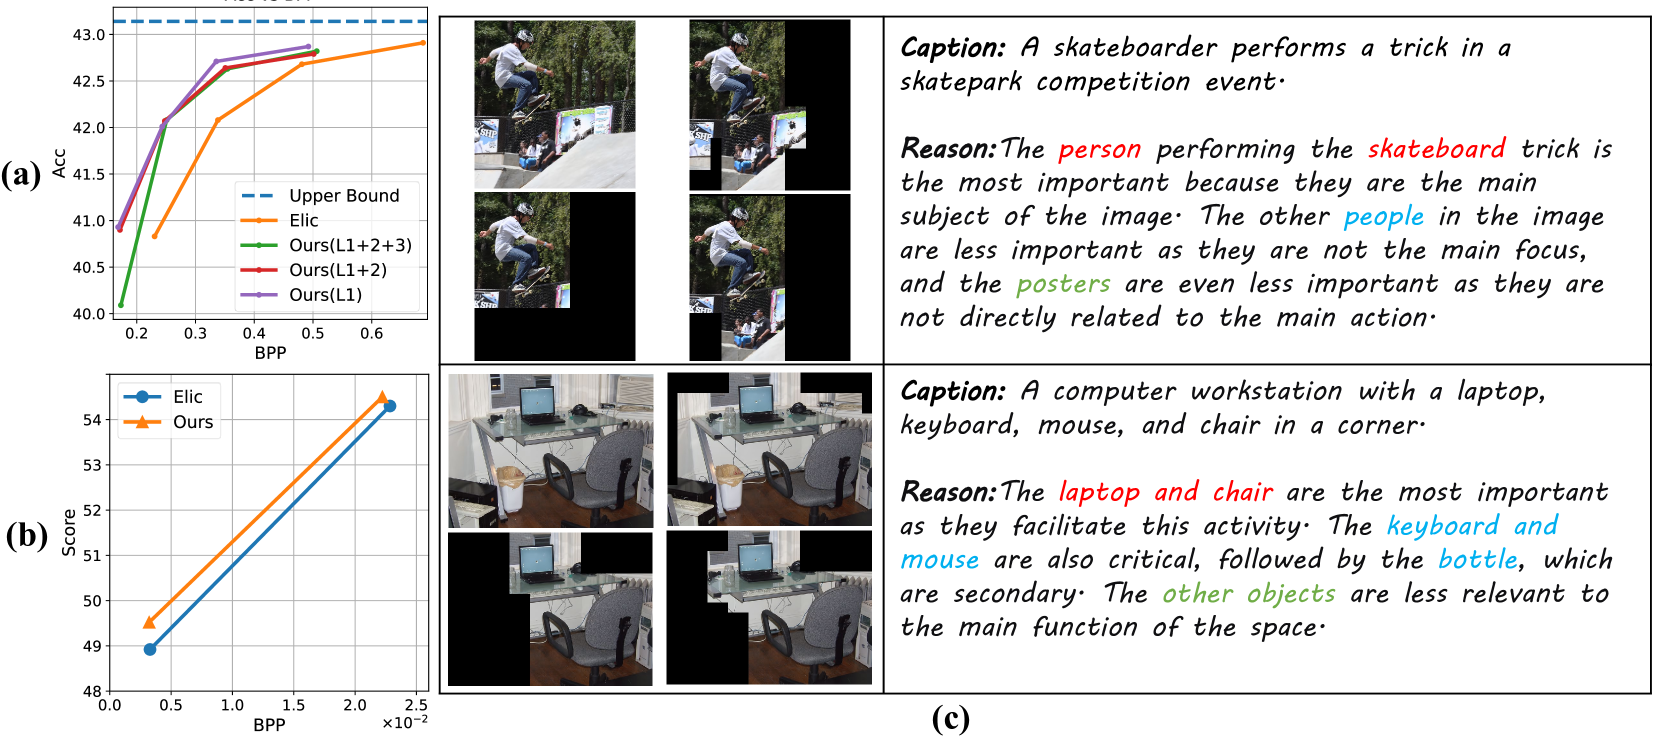 43.0
42.5
42.0
41.5
41.0
40.5
40.0
Acc
0.2 0.3 0.4 0.5 0.6
BPP
Upper Bound
Elic
Ours(L1+2+3)
Ours(L1+2)
Ours(L1)
(a)
54
53
52
51
50
49
48
Score
0.0 0.5 1.0 1.5 2.0 2.5
×10⁻²
BPP
Elic
Ours
(b)
Caption: A skateboarder performs a trick in a
skatepark competition event.
Reason:The person performing the skateboard trick is
the most important because they are the main
subject of the image. The other people in the image
are less important as they are not the main focus,
and the posters are even less important as they are
not directly related to the main action.
Caption: A computer workstation with a laptop,
keyboard, mouse, and chair in a corner.
Reason:The laptop and chair are the most important
as they facilitate this activity. The keyboard and
mouse are also critical, followed by the bottle, which
are secondary. The other objects are less relevant to
the main function of the space.
(c)